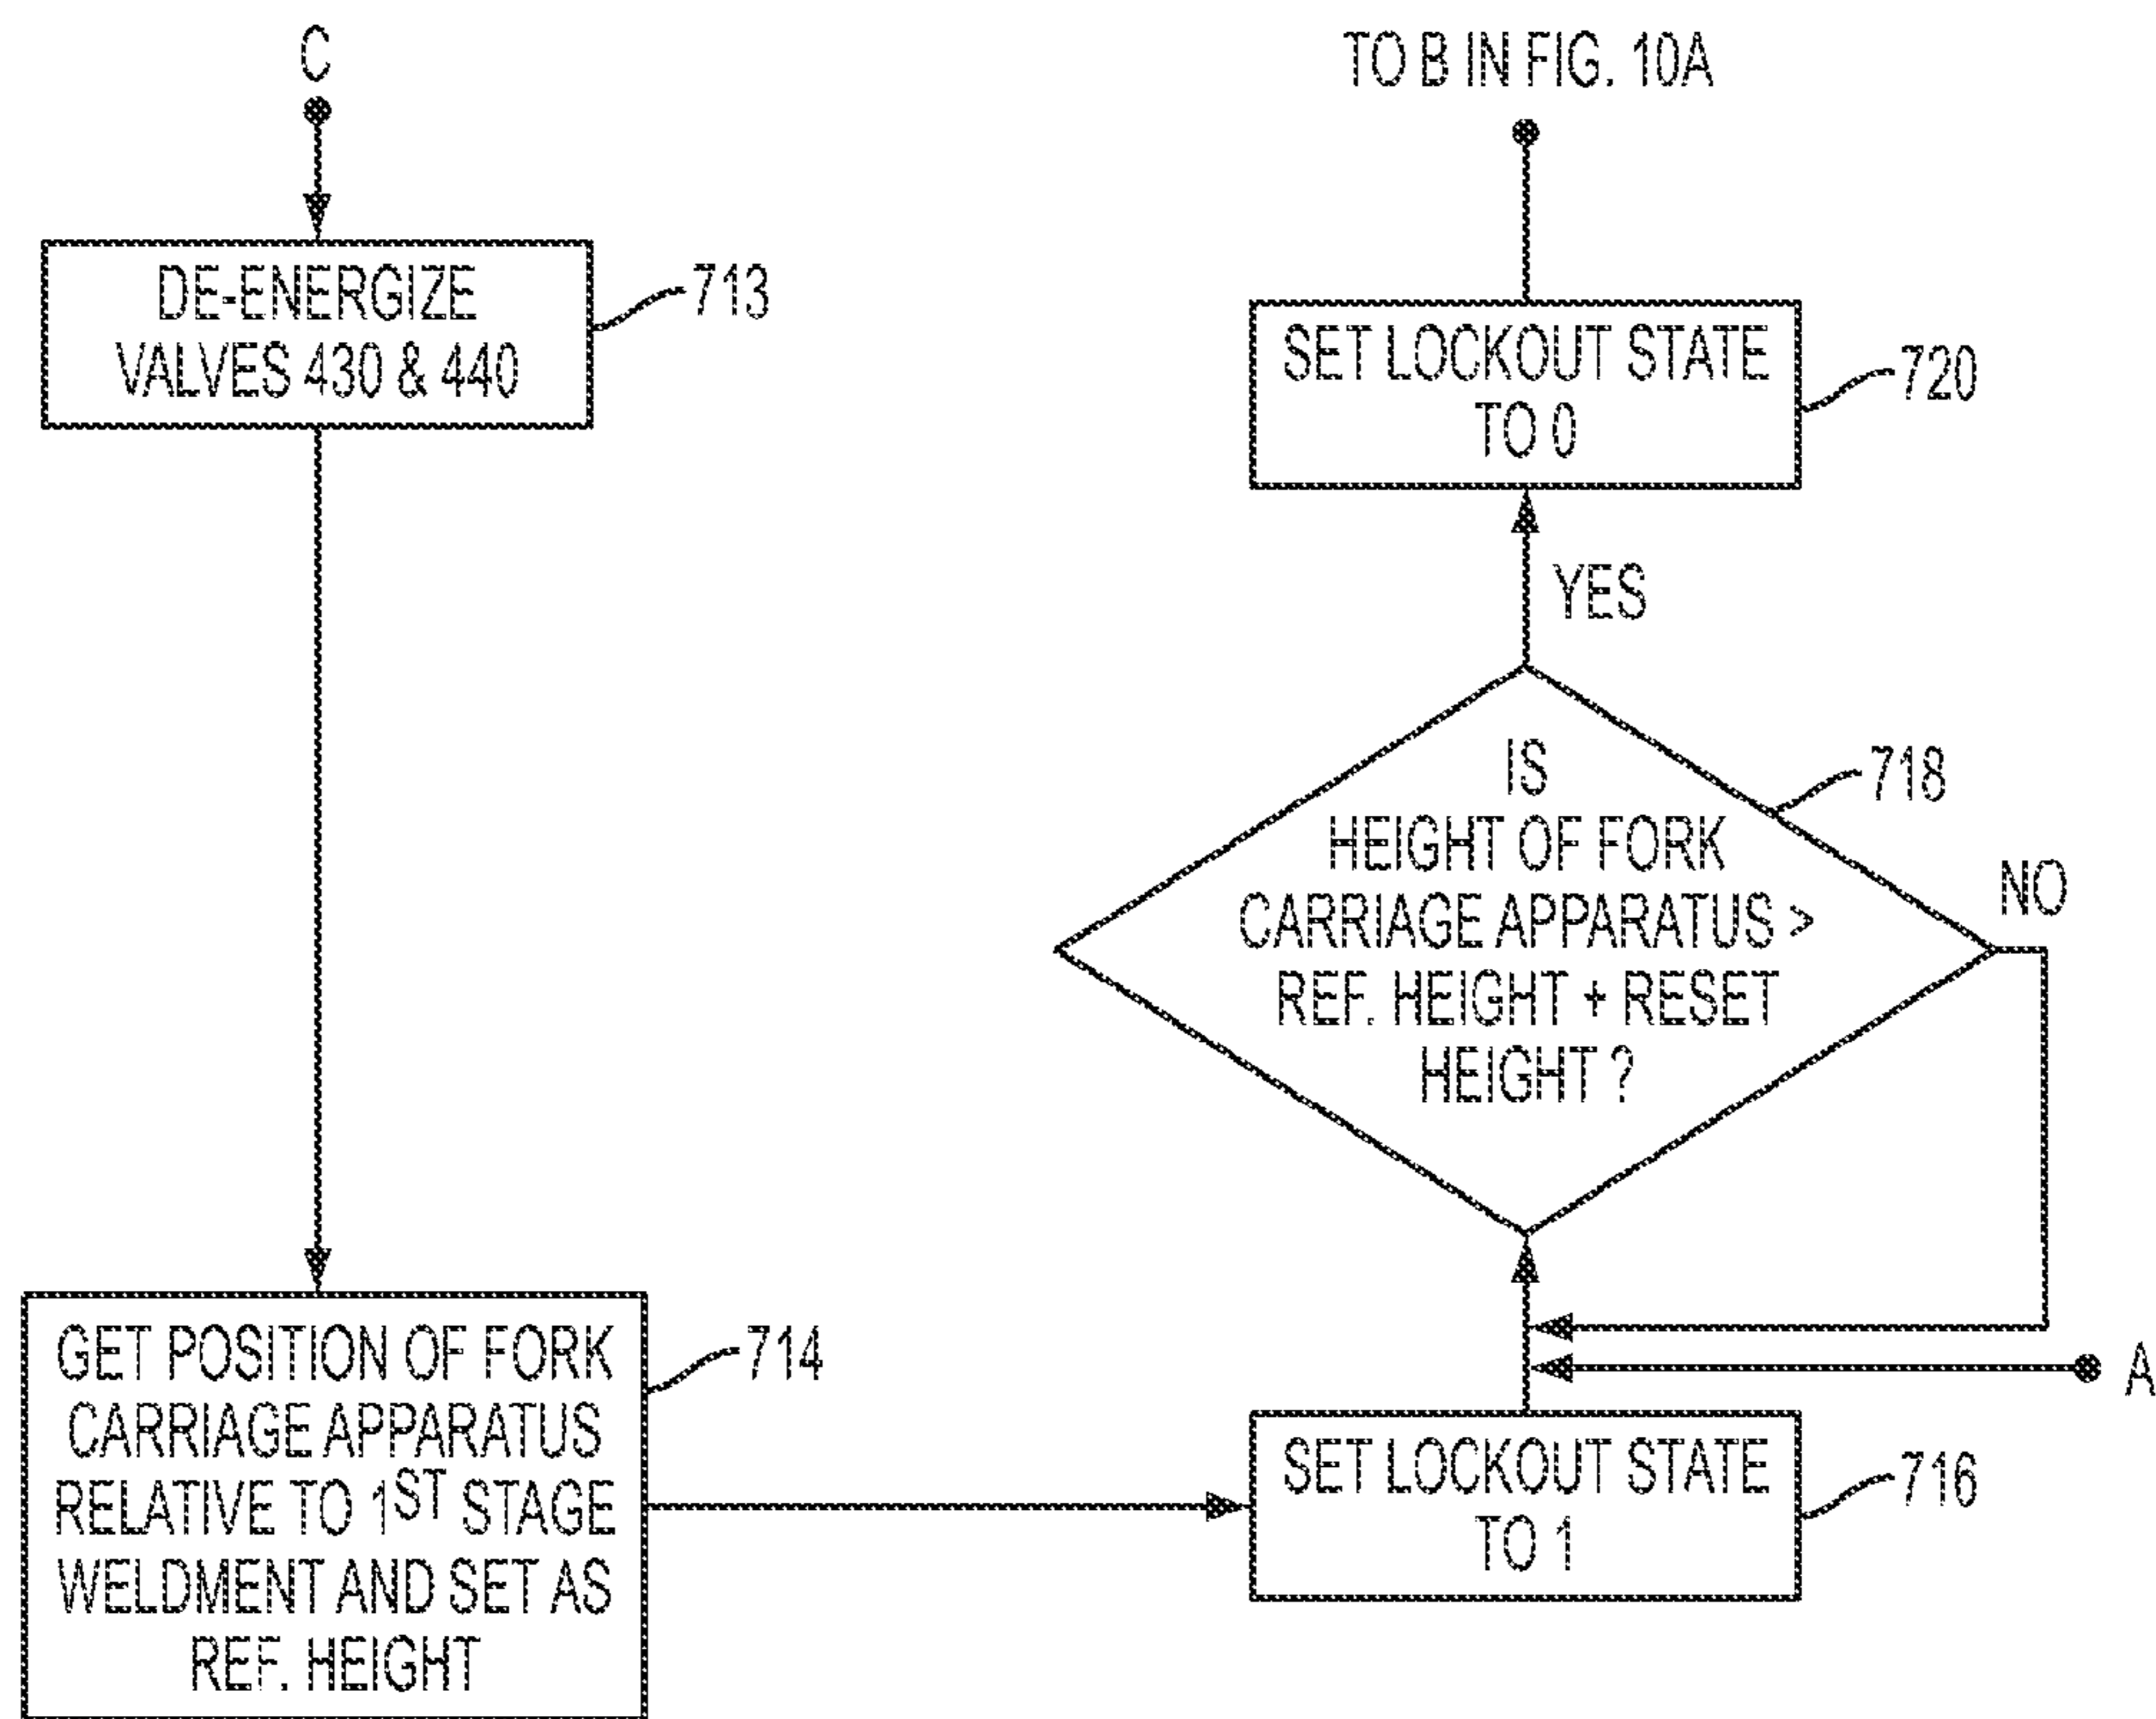 C
DE-ENERGIZE
VALVES 430 & 440
713
GET POSITION OF FORK
CARRIAGE APPARATUS
RELATIVE TO 1ST STAGE
WELDMENT AND SET AS
REF. HEIGHT
714
TO B IN FIG. 10A
SET LOCKOUT STATE
TO 0
720
YES
IS
HEIGHT OF FORK
CARRIAGE APPARATUS >
REF. HEIGHT + RESET
HEIGHT ?
718
NO
A
SET LOCKOUT STATE
TO 1
716